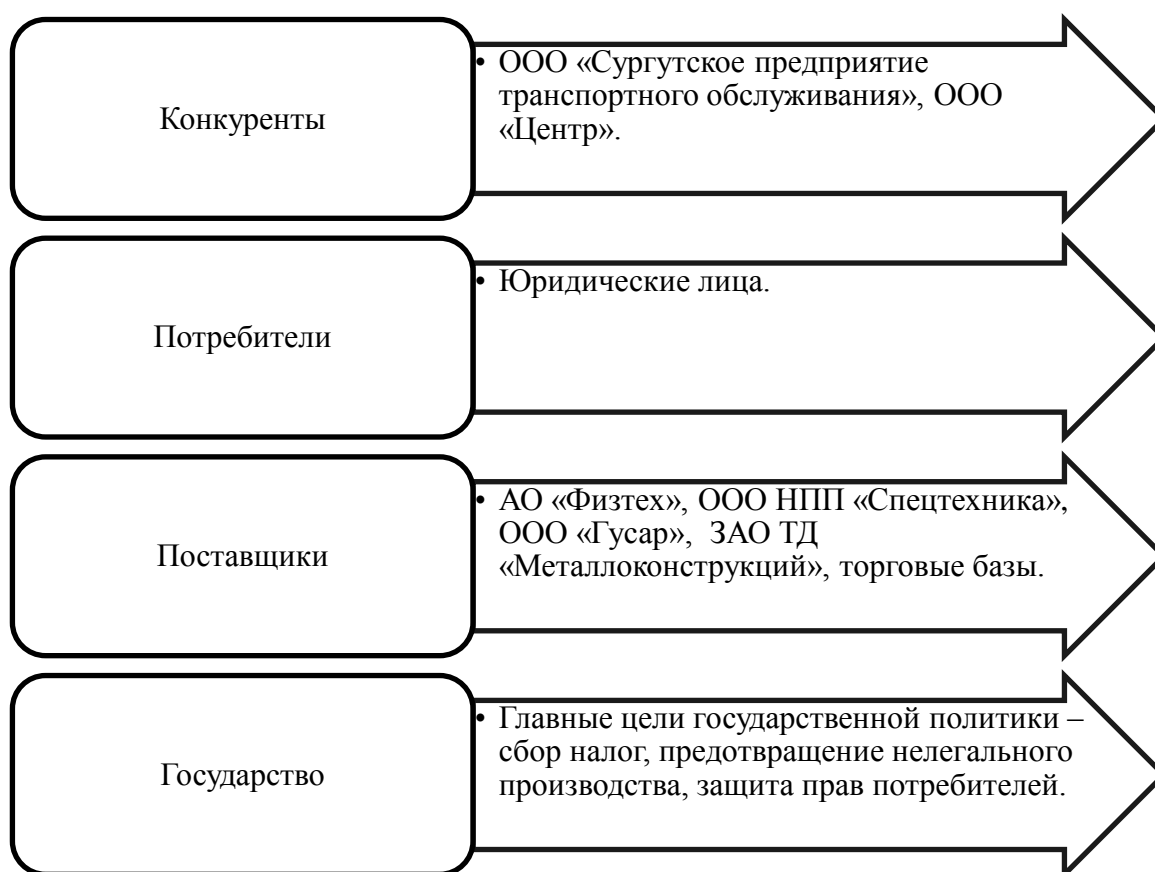 Конкуренты
• ООО «Сургутское предприятие
транспортного обслуживания», ООО
«Центр».
Потребители
• Юридические лица.
Поставщики
• АО «Физтех», ООО НПП «Спецтехника»,
ООО «Гусар»,  ЗАО ТД
«Металлоконструкций», торговые базы.
Государство
• Главные цели государственной политики –
сбор налог, предотвращение нелегального
производства, защита прав потребителей.